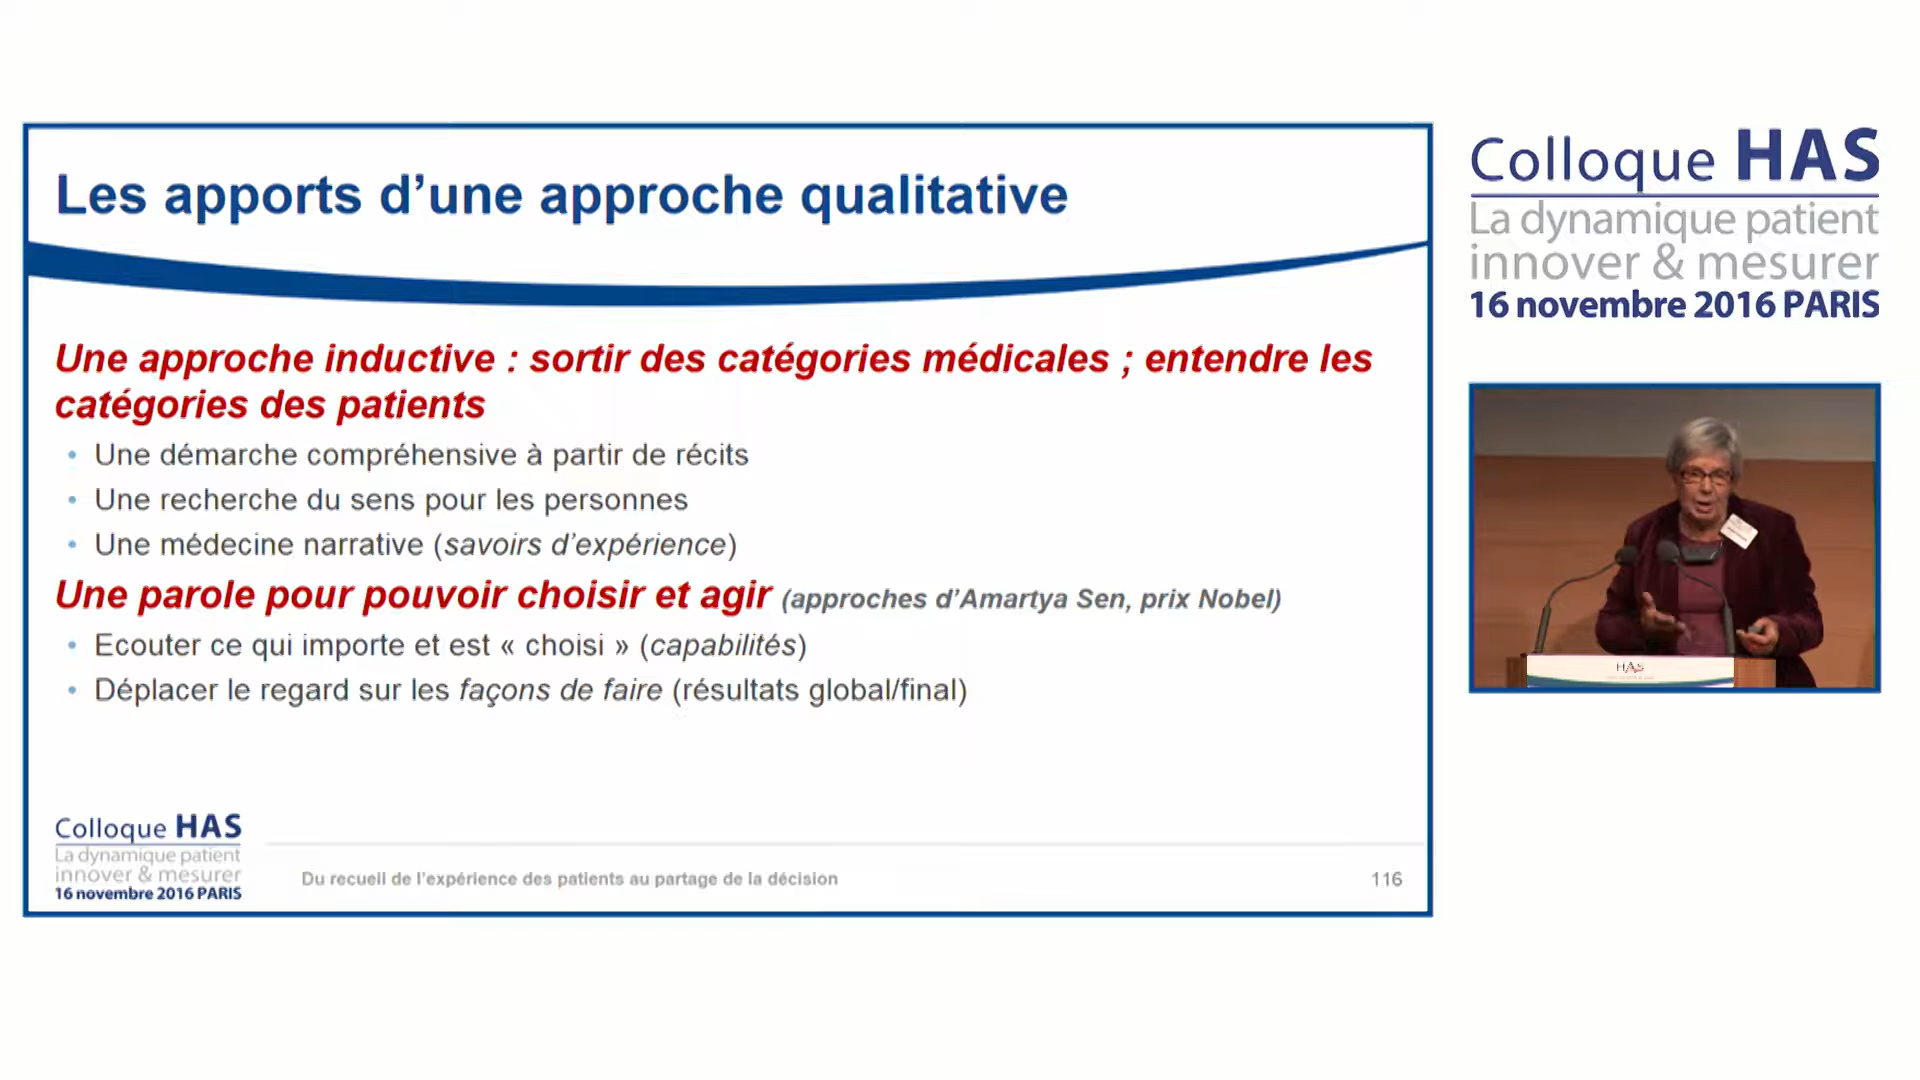 Les apports d’une approche qualitative
Une approche inductive : sortir des catégories médicales ; entendre les
catégories des patients
• Une démarche compréhensive à partir de récits
• Une recherche du sens pour les personnes
• Une médecine narrative (savoirs d’expérience)
Une parole pour pouvoir choisir et agir (approches d’Amartya Sen, prix Nobel)
• Ecouter ce qui importe et est « choisi » (capabilités)
• Déplacer le regard sur les façons de faire (résultats global/final)
Colloque HAS
La dynamique patient
innover & mesurer
16 novembre 2016 PARIS
Du recueil de l’expérience des patients au partage de la décision
116
Colloque HAS
La dynamique patient
innover & mesurer
16 novembre 2016 PARIS
HAS